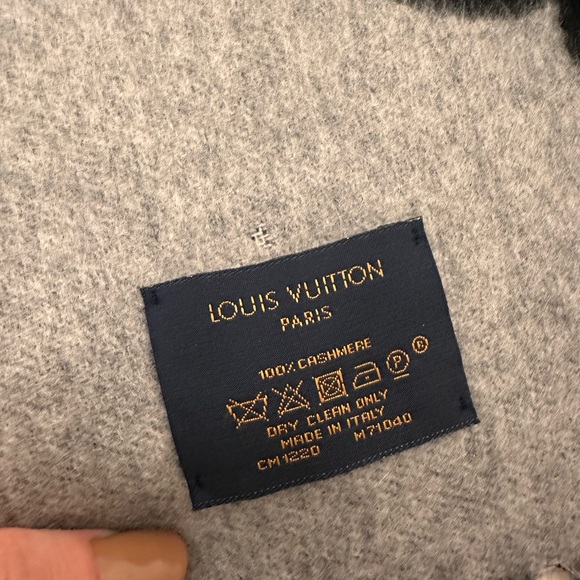 LOUIS VUITTON
PARIS
100% CASHMERE
P ®
DRY CLEAN ONLY
MADE IN ITALY
CM1220 M71040